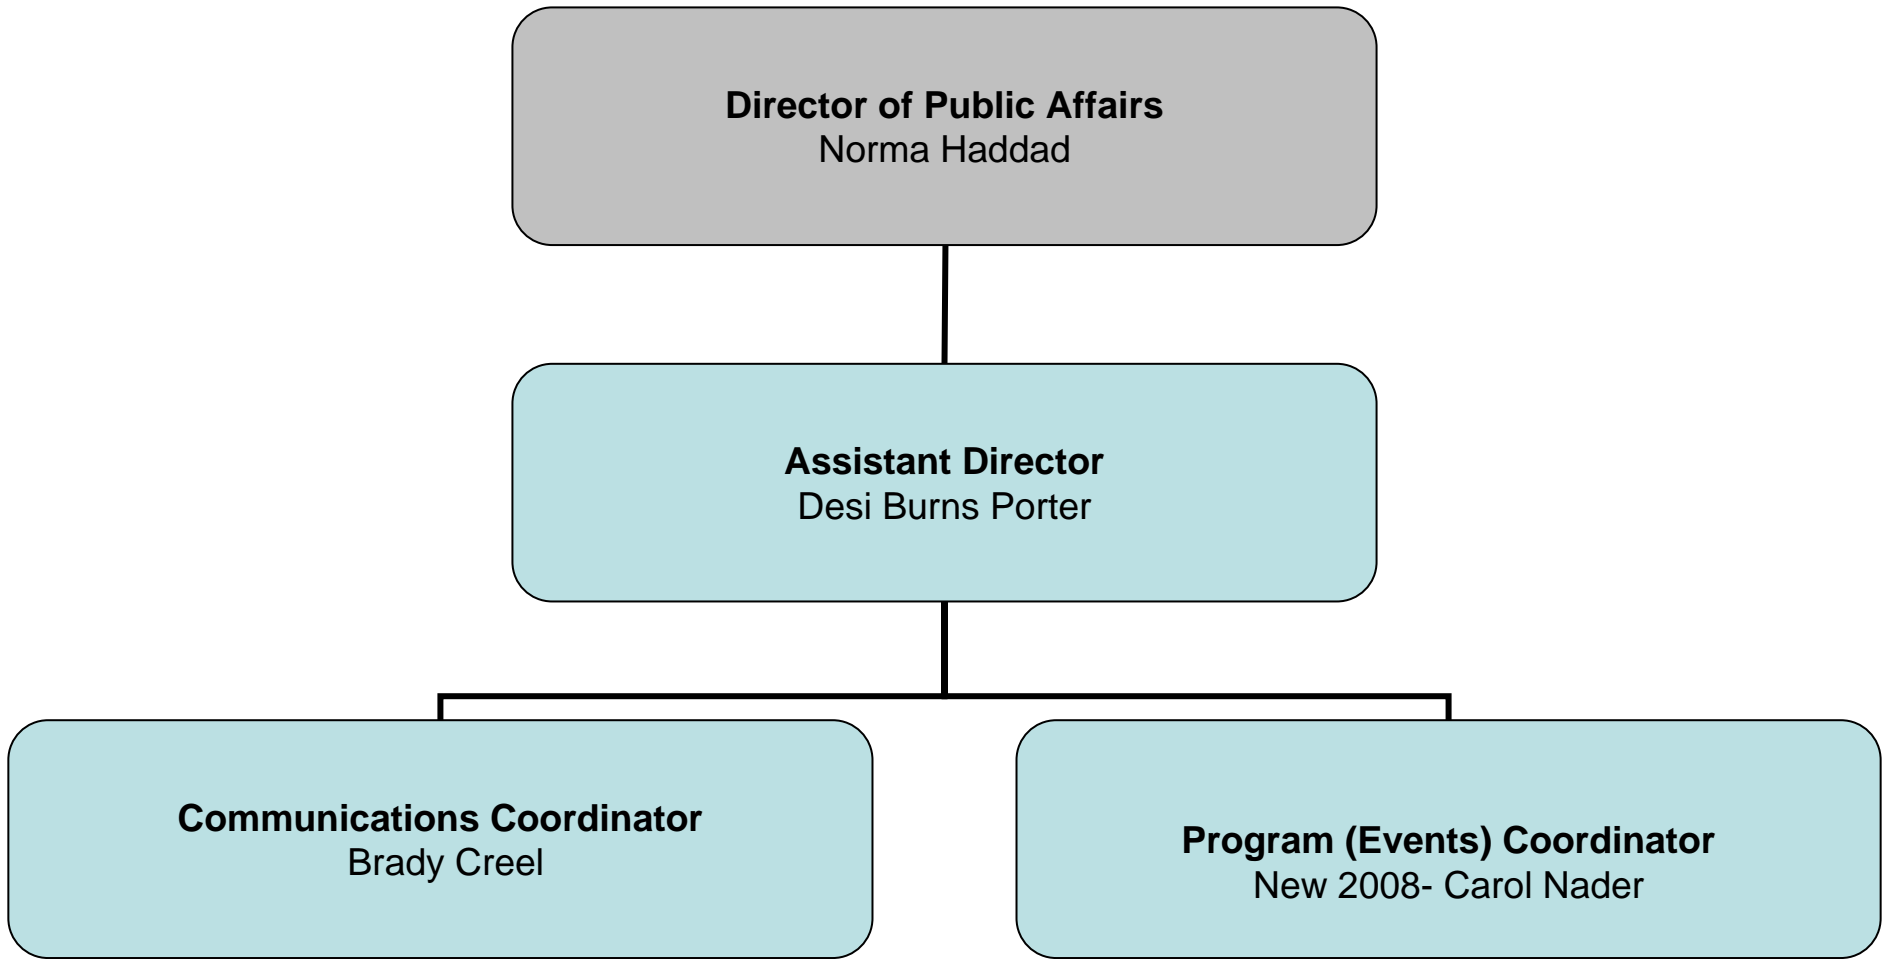 Director of Public Affairs
Norma Haddad
Assistant Director
Desi Burns Porter
Communications Coordinator
Brady Creel
Program (Events) Coordinator
New 2008- Carol Nader